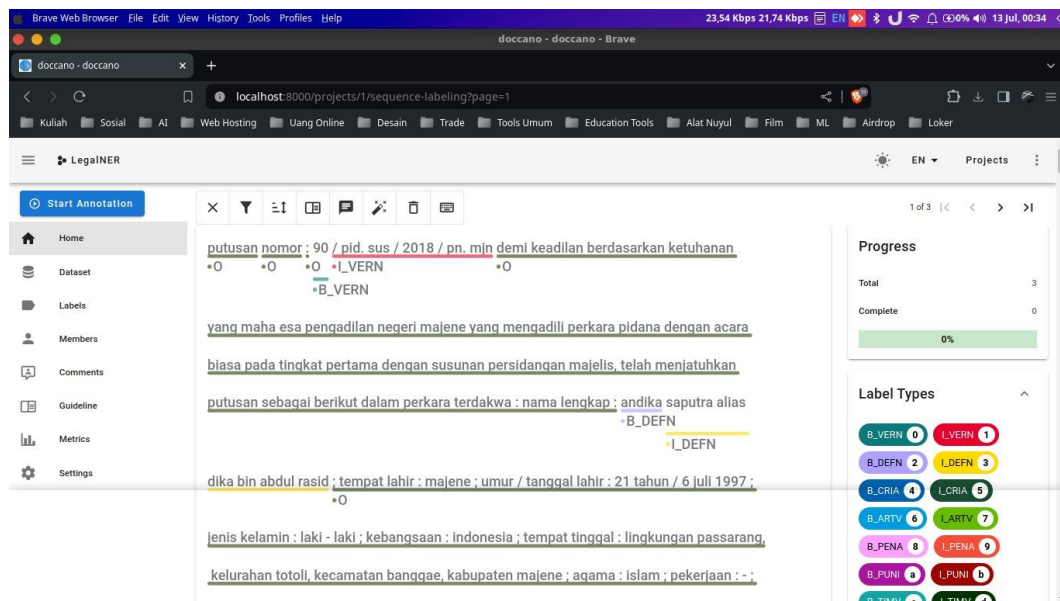 Brave Web Browser File Edit View History Tools Profiles Help 23,54 Kbps 21,74 Kbps EN 0% 13 Jul, 00:34
doccano - doccano - Brave
doccano - doccano
localhost:8000/projects/1/sequence-labeling?page=1
Kuliah Sosial AI Web Hosting Uang Online Desain Trade Tools Umum Education Tools Alat Nuyul Film ML Airdrop Loker
LegalNER EN Projects
Start Annotation
1 of 3
Home
Dataset
Labels
Members
Comments
Guideline
Metrics
Settings
putusan nomor : 90 / pid. sus / 2018 / pn. mjn demi keadilan berdasarkan ketuhanan
•O •O •O •I_VERN •O
•B_VERN
yang maha esa pengadilan negeri majene yang mengadili perkara pidana dengan acara
biasa pada tingkat pertama dengan susunan persidangan majelis, telah menjatuhkan
putusan sebagai berikut dalam perkara terdakwa : nama lengkap : andika saputra alias
•B_DEFN
•I_DEFN
dika bin abdul rasid ; tempat lahir : majene ; umur / tanggal lahir : 21 tahun / 6 juli 1997 ;
•O
jenis kelamin : laki - laki ; kebangsaan : indonesia ; tempat tinggal : lingkungan passarang,
kelurahan totoli, kecamatan banggae, kabupaten majene ; agama : islam ; pekerjaan : - ;
Progress
Total 3
Complete 0
0%
Label Types
B_VERN 0 I_VERN 1
B_DEFN 2 I_DEFN 3
B_CRIA 4 I_CRIA 5
B_ARTV 6 I_ARTV 7
B_PENA 8 I_PENA 9
B_PUNI a I_PUNI b
B_TIMV c I_TIMV d